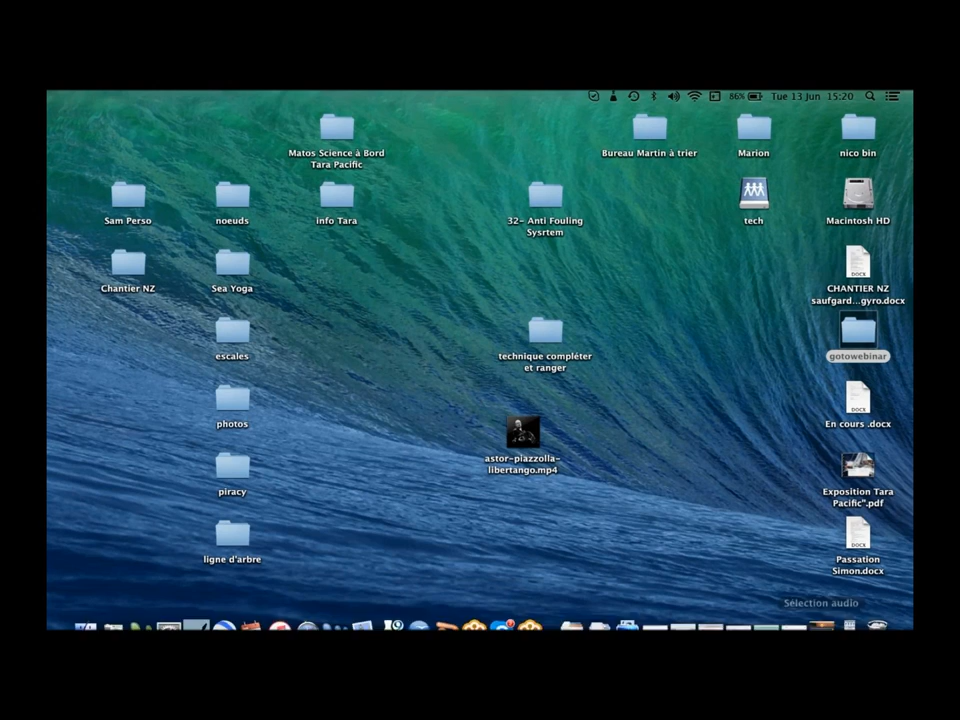 86% Tue 13 Jun 15:20
Matos Science à Bord
Tara Pacific
Bureau Martin à trier
Marion
nico bin
Sam Perso
noeuds
info Tara
32- Anti Fouling
Sysrtem
tech
Macintosh HD
Chantier NZ
Sea Yoga
CHANTIER NZ
saufgard...gyro.docx
escales
technique compléter
et ranger
gotowebinar
photos
DOCX
En cours .docx
astor-piazzolla-
libertango.mp4
piracy
Exposition Tara
Pacific".pdf
ligne d'arbre
DOCX
Passation
Simon.docx
Sélection audio